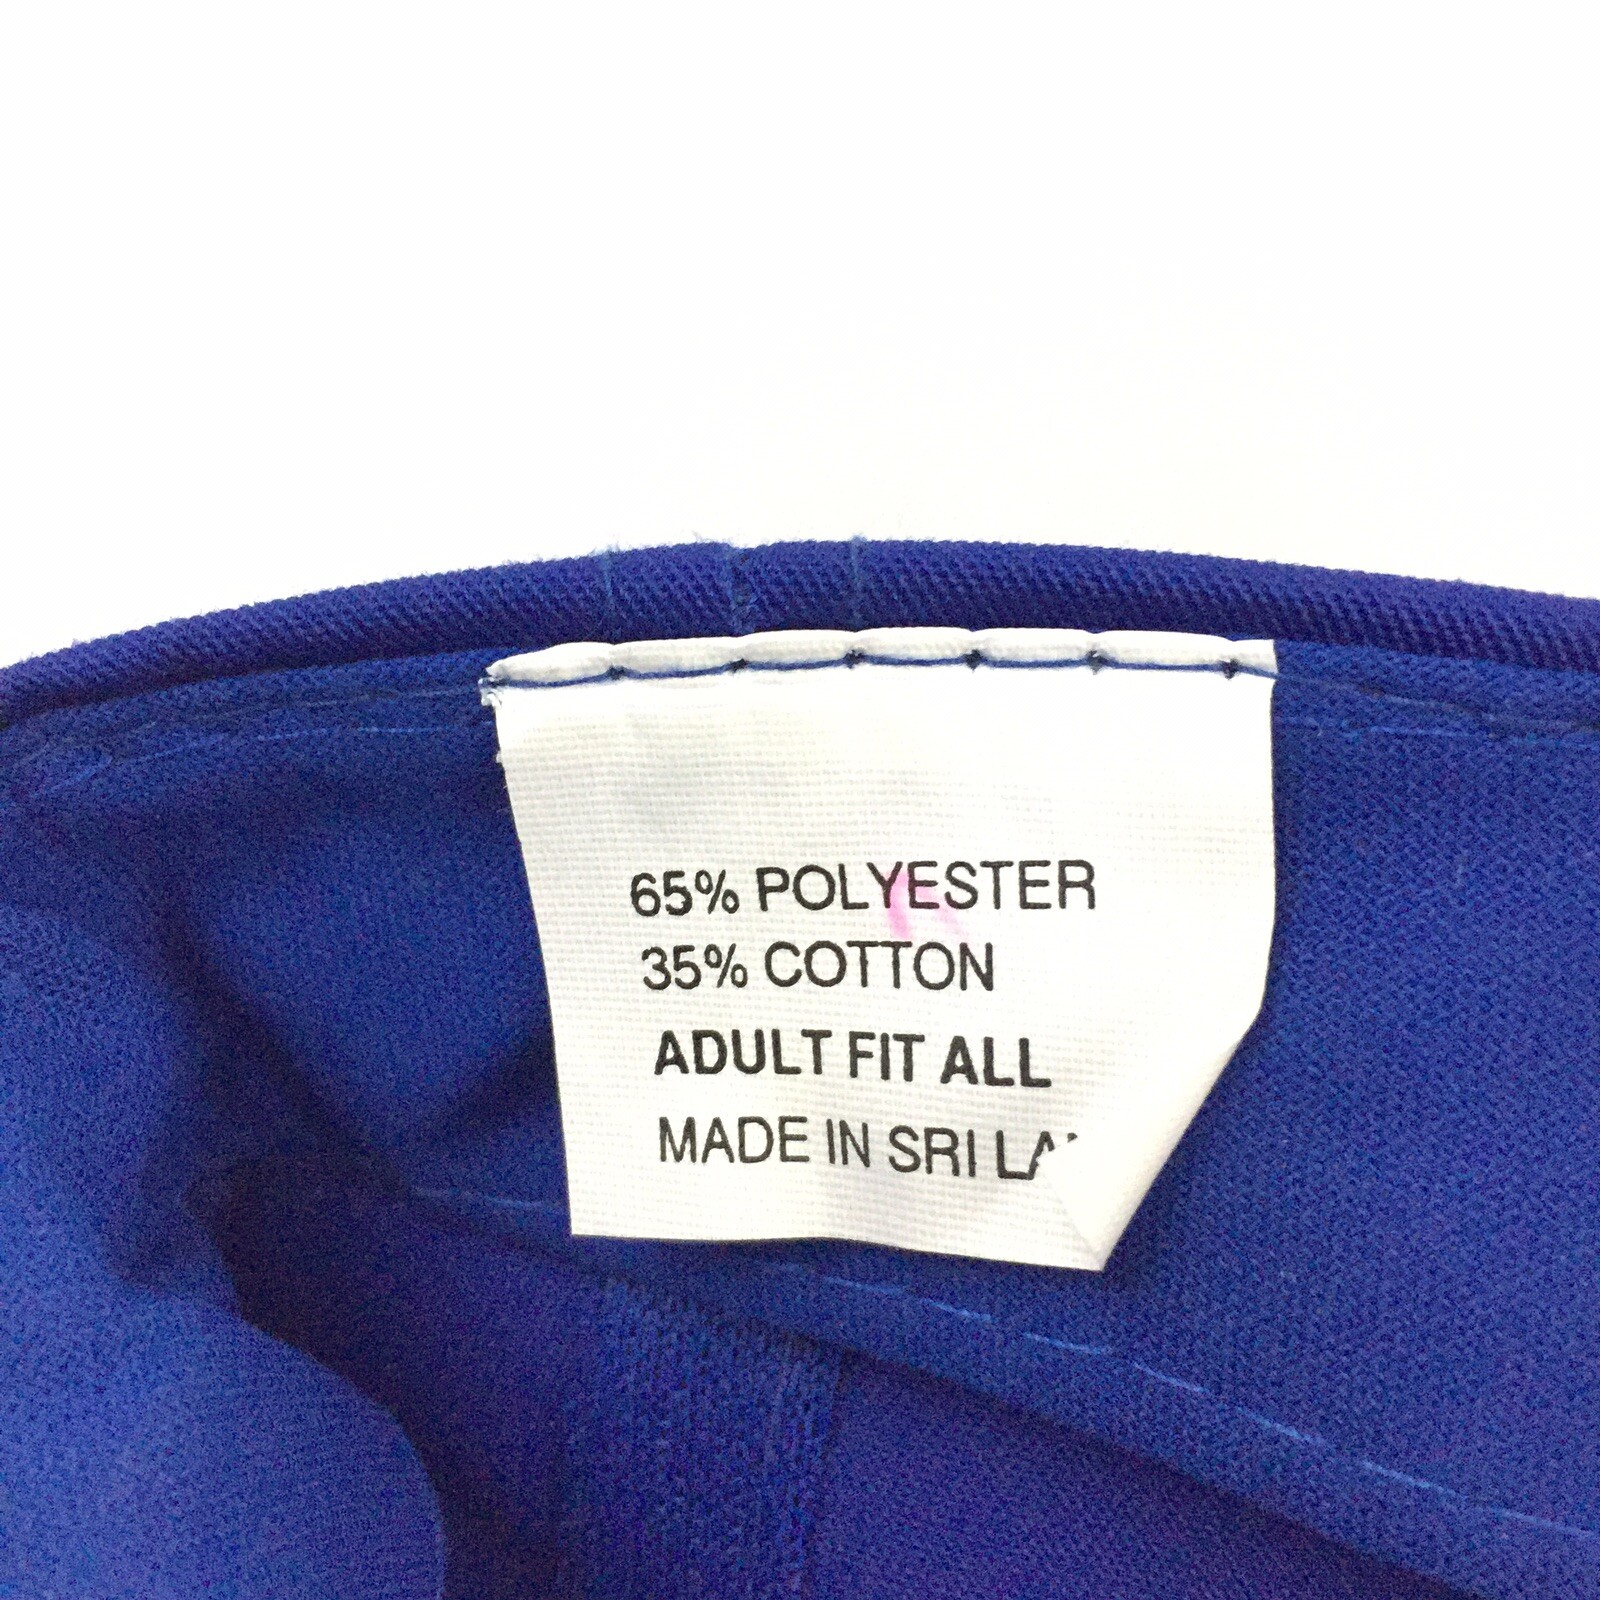 65% POLYESTER
35% COTTON
ADULT FIT ALL
MADE IN SRI LA